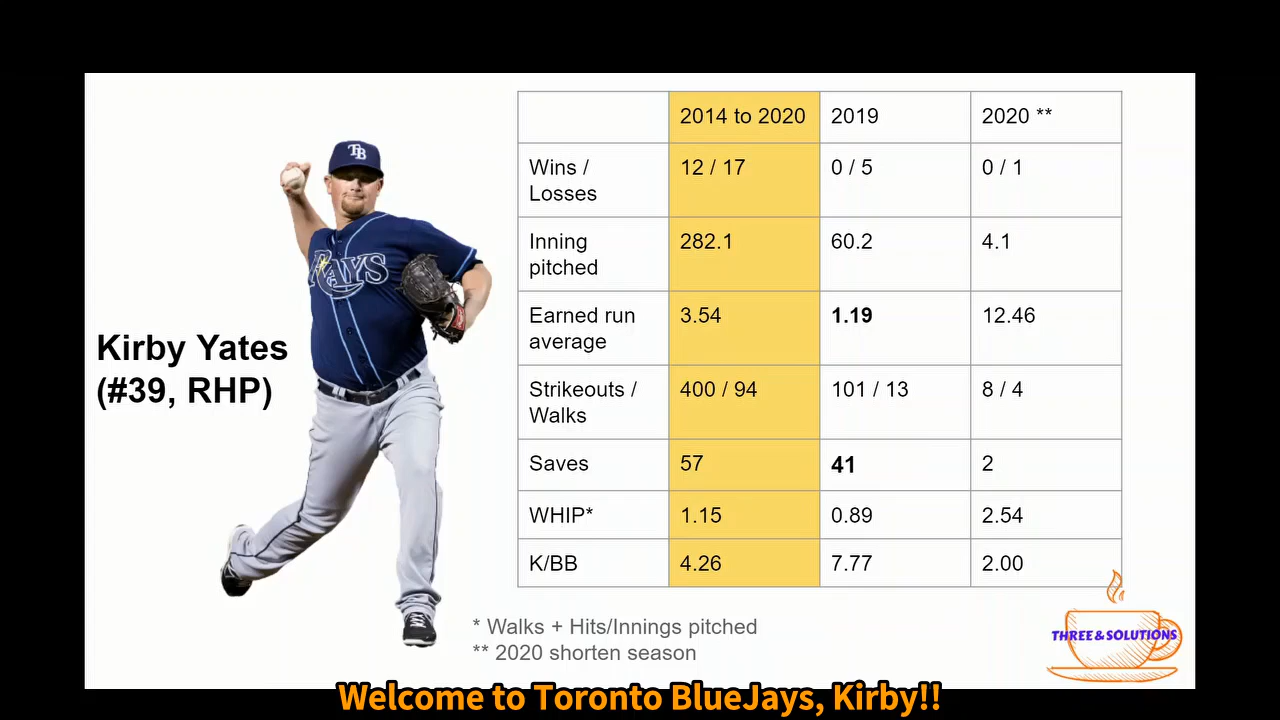 TB
RAYS
Kirby Yates
(#39, RHP)
2014 to 2020 2019 2020 **
Wins / Losses 12 / 17 0 / 5 0 / 1
Inning pitched 282.1 60.2 4.1
Earned run average 3.54 1.19 12.46
Strikeouts / Walks 400 / 94 101 / 13 8 / 4
Saves 57 41 2
WHIP* 1.15 0.89 2.54
K/BB 4.26 7.77 2.00
* Walks + Hits/Innings pitched
** 2020 shorten season
THREE & SOLUTIONS
Welcome to Toronto BlueJays, Kirby!!